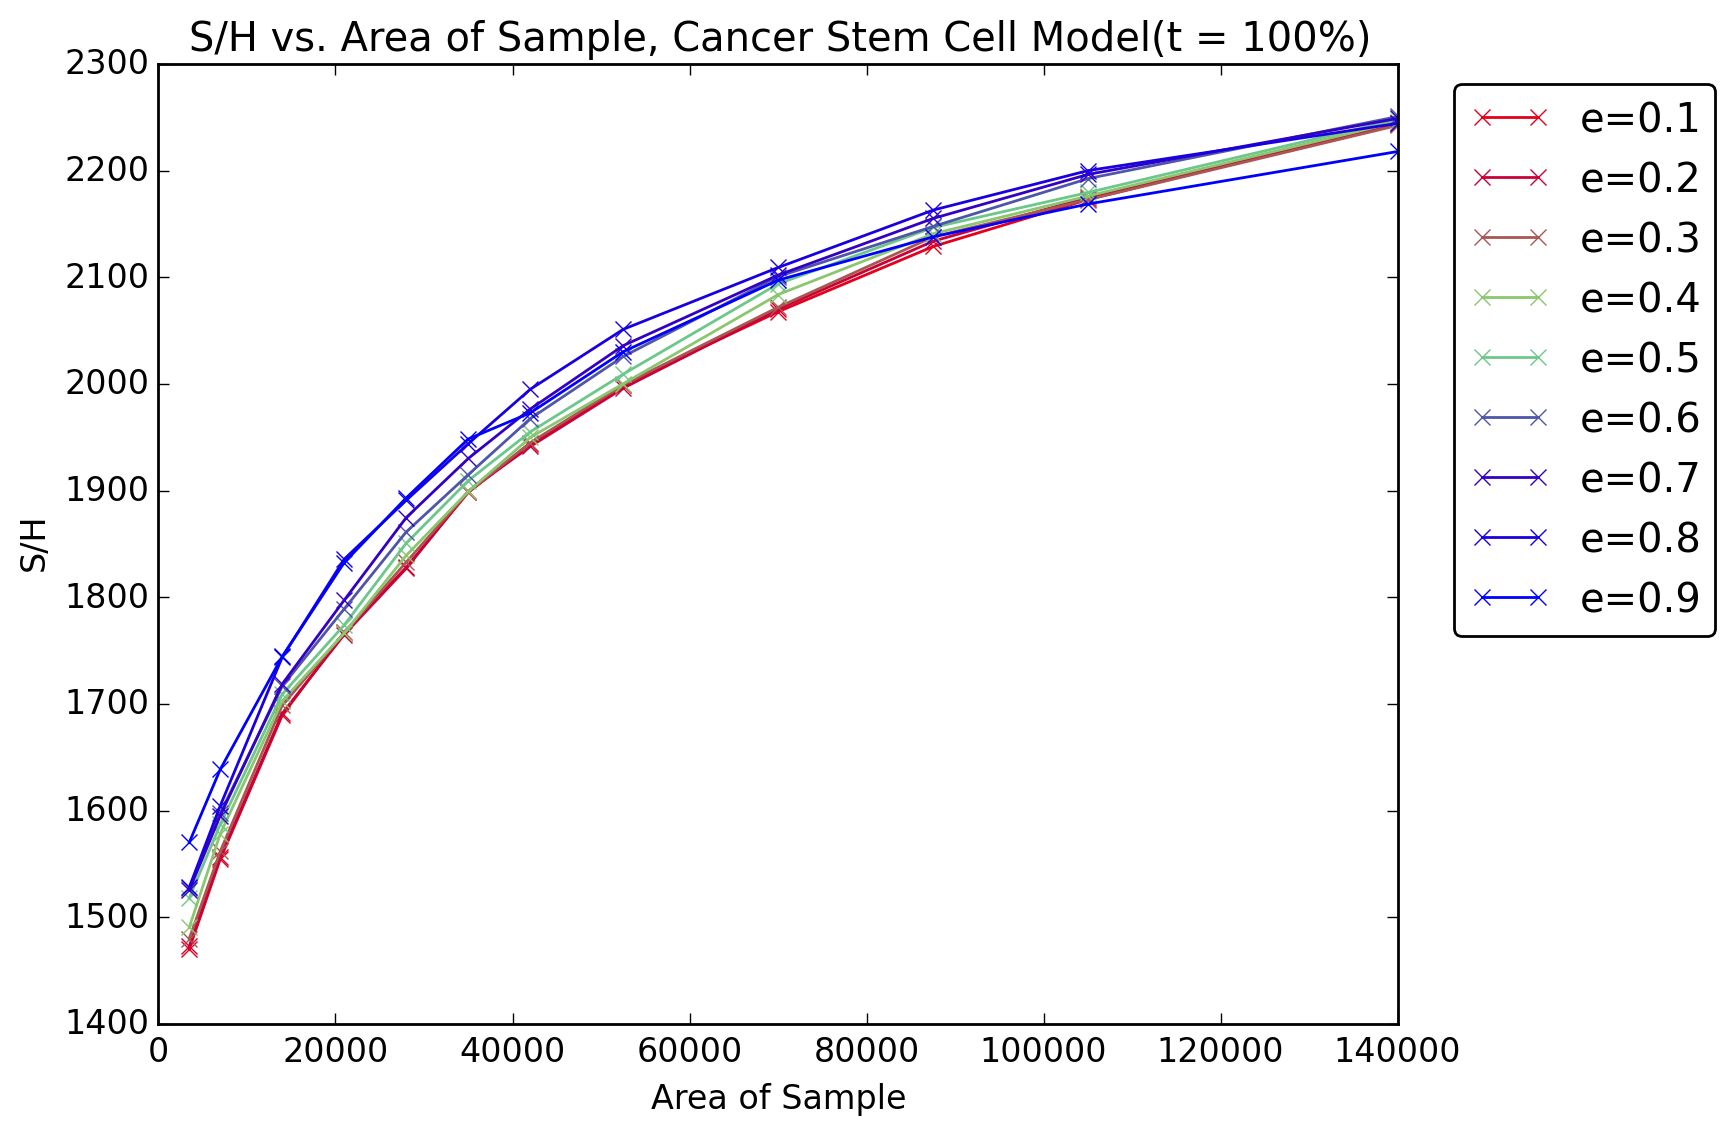 S/H vs. Area of Sample, Cancer Stem Cell Model(t = 100%)
2300
2200
2100
2000
1900
1800
1700
1600
1500
1400
S/H
0 20000 40000 60000 80000 100000 120000 140000
Area of Sample
e=0.1
e=0.2
e=0.3
e=0.4
e=0.5
e=0.6
e=0.7
e=0.8
e=0.9